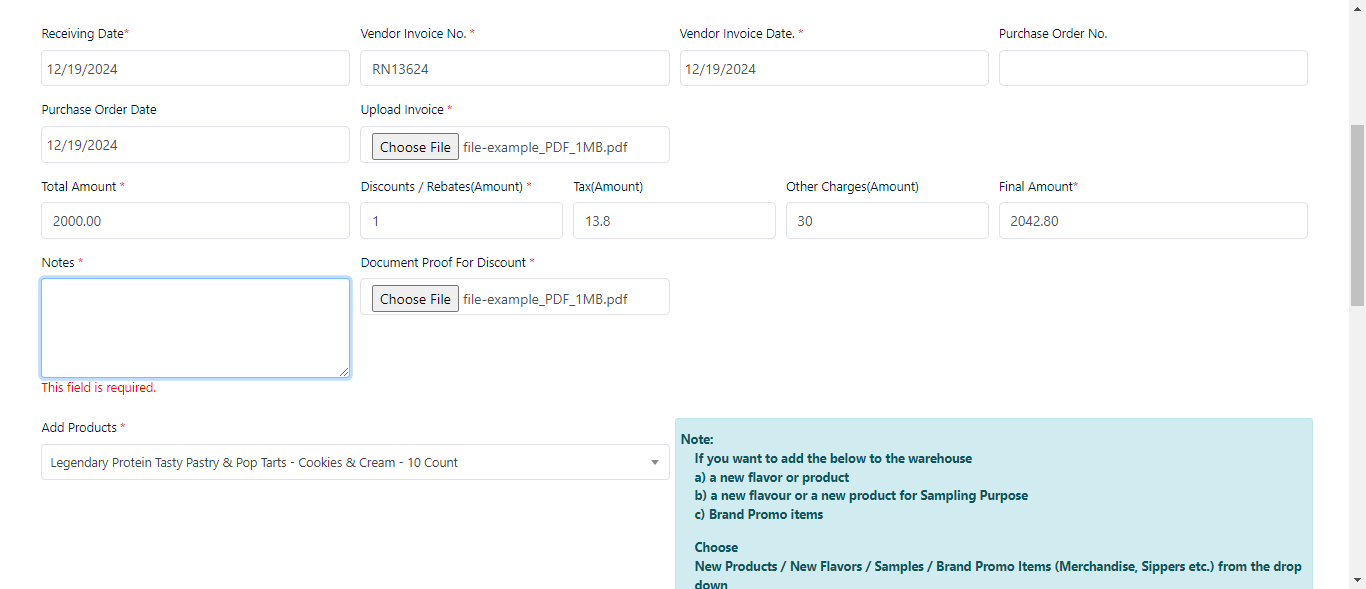 Receiving Date*
Vendor Invoice No. *
Vendor Invoice Date. *
Purchase Order No.
12/19/2024
RN13624
12/19/2024
Purchase Order Date
Upload Invoice *
12/19/2024
Choose File file-example_PDF_1MB.pdf
Total Amount *
Discounts / Rebates(Amount) *
Tax(Amount)
Other Charges(Amount)
Final Amount*
2000.00
1
13.8
30
2042.80
Notes *
Document Proof For Discount *
Choose File file-example_PDF_1MB.pdf
This field is required.
Add Products *
Legendary Protein Tasty Pastry & Pop Tarts - Cookies & Cream - 10 Count
Note:
If you want to add the below to the warehouse
a) a new flavor or product
b) a new flavour or a new product for Sampling Purpose
c) Brand Promo items
Choose
New Products / New Flavors / Samples / Brand Promo Items (Merchandise, Sippers etc.) from the drop
down